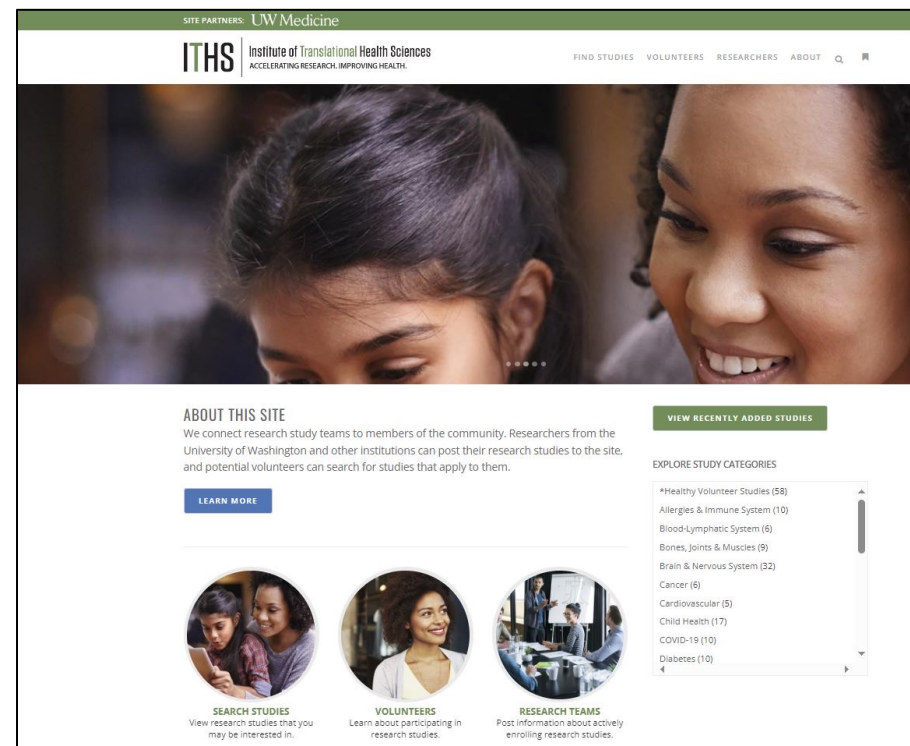 SITE PARTNERS: UW Medicine
ITHS Institute of Translational Health Sciences
ACCELERATING RESEARCH. IMPROVING HEALTH.
FIND STUDIES VOLUNTEERS RESEARCHERS ABOUT
ABOUT THIS SITE
We connect research study teams to members of the community. Researchers from the
University of Washington and other institutions can post their research studies to the site,
and potential volunteers can search for studies that apply to them.
LEARN MORE
VIEW RECENTLY ADDED STUDIES
EXPLORE STUDY CATEGORIES
*Healthy Volunteer Studies (58)
Allergies & Immune System (10)
Blood-Lymphatic System (6)
Bones, Joints & Muscles (9)
Brain & Nervous System (32)
Cancer (6)
Cardiovascular (5)
Child Health (17)
COVID-19 (10)
Diabetes (10)
SEARCH STUDIES
View research studies that you
may be interested in.
VOLUNTEERS
Learn about participating in
research studies.
RESEARCH TEAMS
Post information about actively
enrolling research studies.